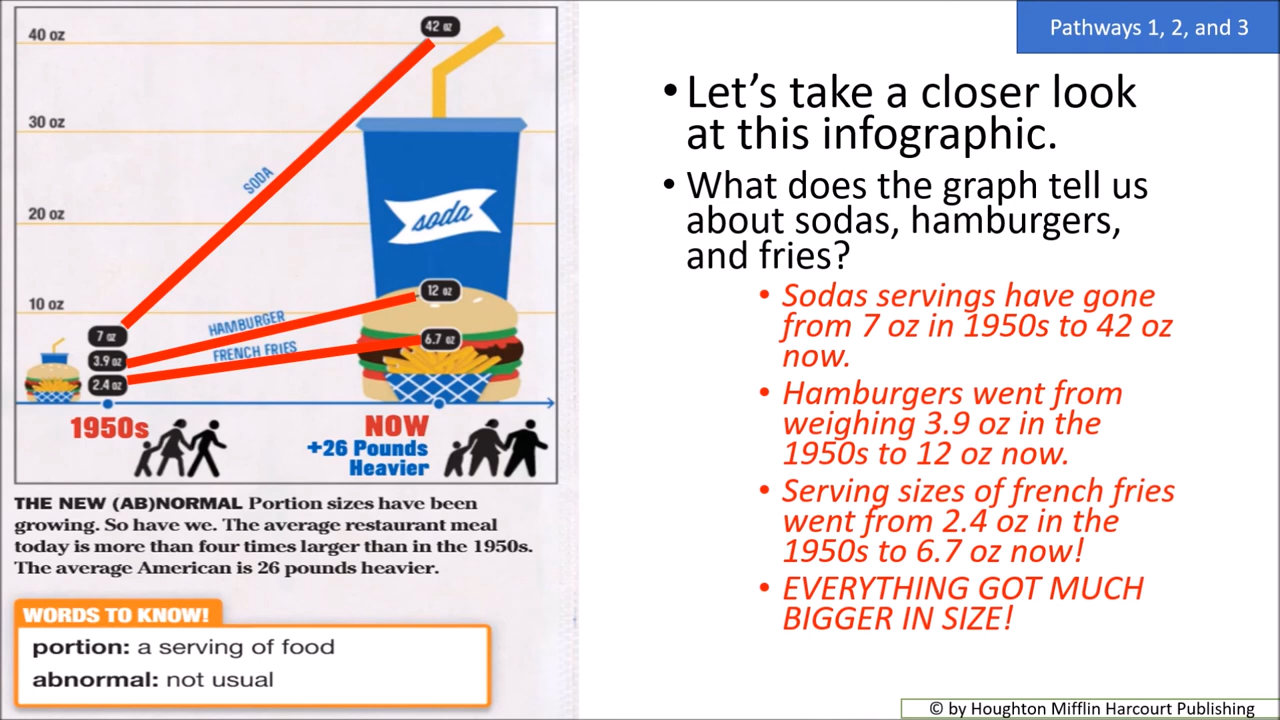 40 oz
42 oz
30 oz
SODA
soda
20 oz
10 oz
12 oz
HAMBURGER
7 oz
FRENCH FRIES
6.7 oz
3.9 oz
2.4 oz
1950s
NOW
+26 Pounds
Heavier
THE NEW (AB)NORMAL Portion sizes have been
growing. So have we. The average restaurant meal
today is more than four times larger than in the 1950s.
The average American is 26 pounds heavier.
WORDS TO KNOW!
portion: a serving of food
abnormal: not usual
Pathways 1, 2, and 3
• Let’s take a closer look
at this infographic.
• What does the graph tell us
about sodas, hamburgers,
and fries?
• Sodas servings have gone
from 7 oz in 1950s to 42 oz
now.
• Hamburgers went from
weighing 3.9 oz in the
1950s to 12 oz now.
• Serving sizes of french fries
went from 2.4 oz in the
1950s to 6.7 oz now!
• EVERYTHING GOT MUCH
BIGGER IN SIZE!
© by Houghton Mifflin Harcourt Publishing